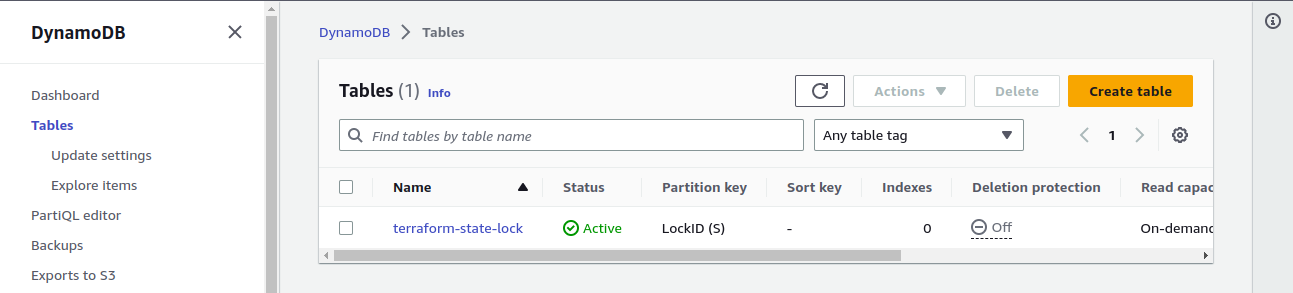 DynamoDB
Dashboard
Tables
Update settings
Explore items
PartiQL editor
Backups
Exports to S3
DynamoDB > Tables
Tables (1) Info
Actions
Delete
Create table
Find tables by table name
Any table tag
1
Name Status Partition key Sort key Indexes Deletion protection Read capac
terraform-state-lock Active LockID (S) - 0 Off On-demand